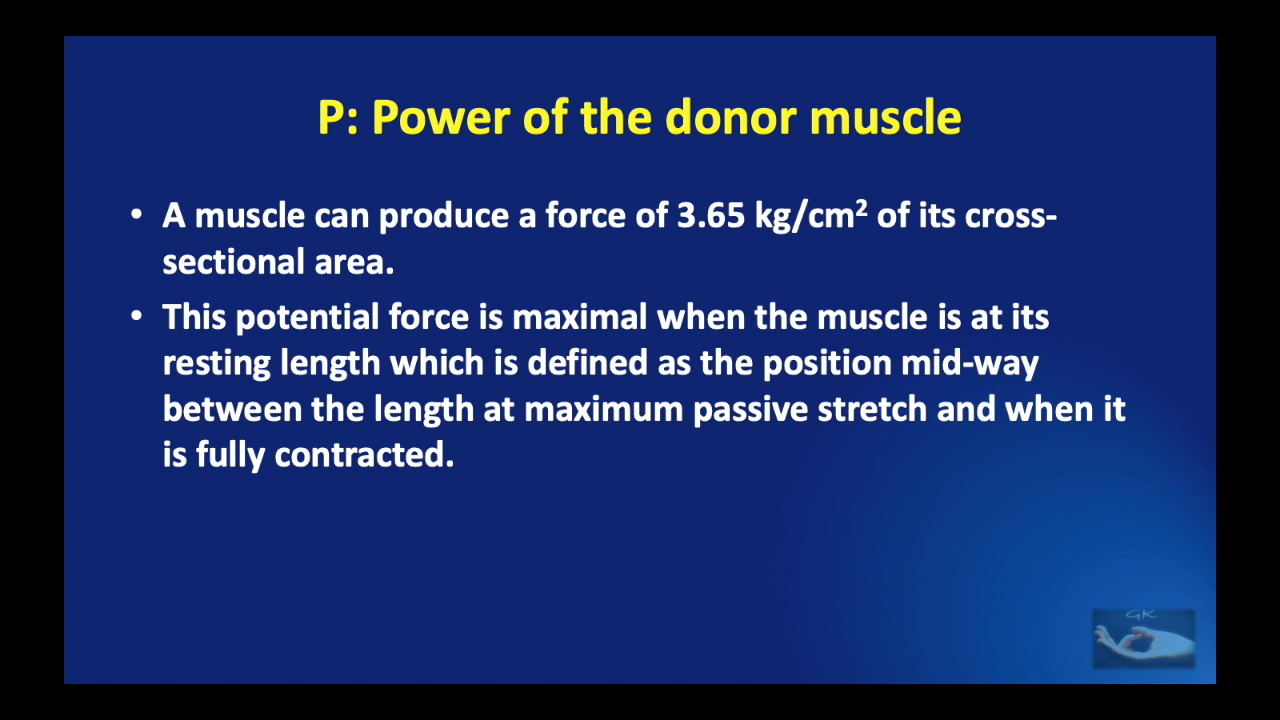 P: Power of the donor muscle
• A muscle can produce a force of 3.65 kg/cm² of its cross-
sectional area.
• This potential force is maximal when the muscle is at its
resting length which is defined as the position mid-way
between the length at maximum passive stretch and when it
is fully contracted.
GK